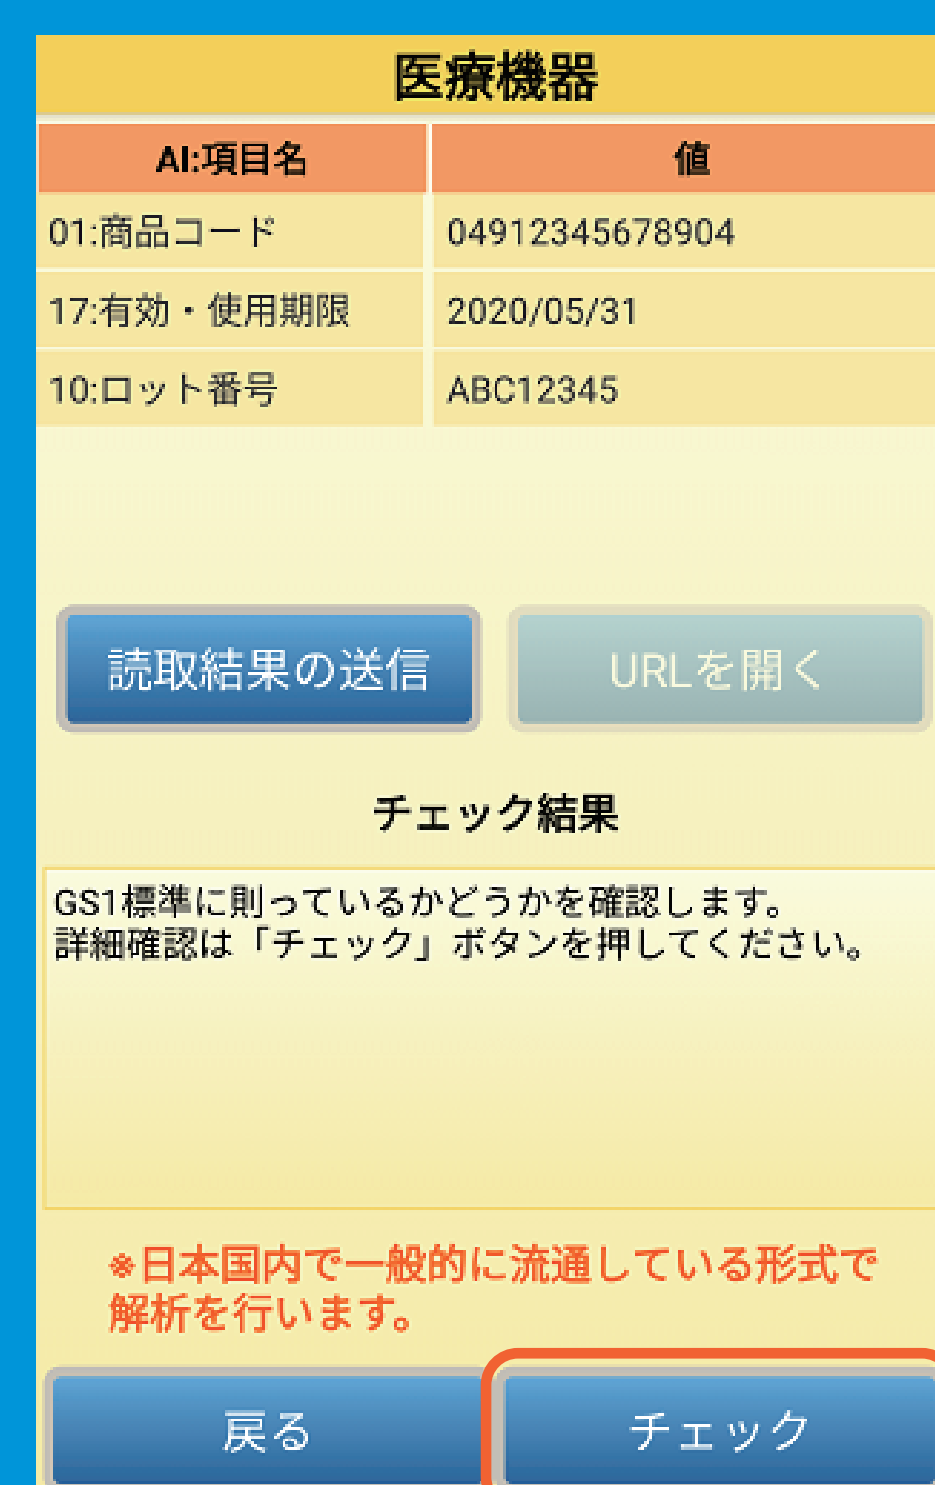 医療機器
AI:項目名 値
01:商品コード 04912345678904
17:有効・使用期限 2020/05/31
10:ロット番号 ABC12345
読取結果の送信 URLを開く
チェック結果
GS1標準に則っているかどうかを確認します。
詳細確認は「チェック」ボタンを押してください。
※日本国内で一般的に流通している形式で
解析を行います。
戻る チェック